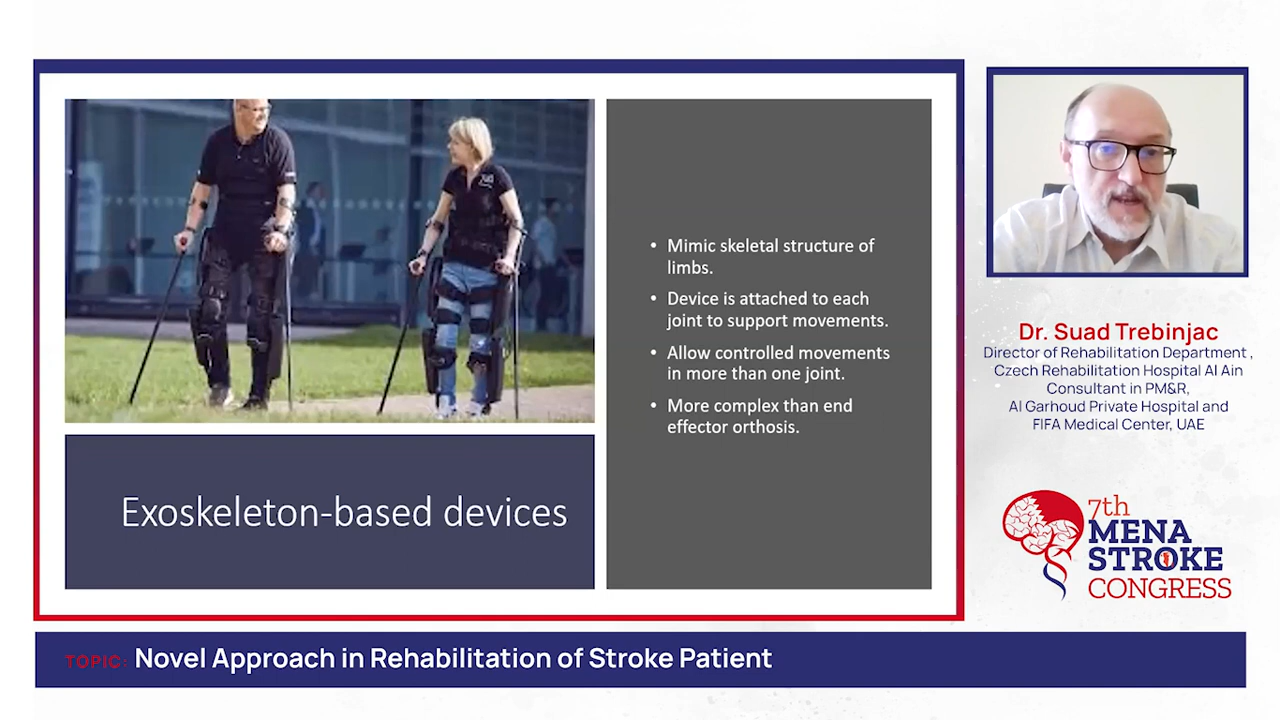 Mimic skeletal structure of
limbs.
Device is attached to each
joint to support movements.
Allow controlled movements
in more than one joint.
More complex than end
effector orthosis.
Exoskeleton-based devices
Dr. Suad Trebinjac
Director of Rehabilitation Department ,
Czech Rehabilitation Hospital Al Ain
Consultant in PM&R,
Al Garhoud Private Hospital and
FIFA Medical Center, UAE
7th
MENA
STROKE
CONGRESS
TOPIC: Novel Approach in Rehabilitation of Stroke Patient